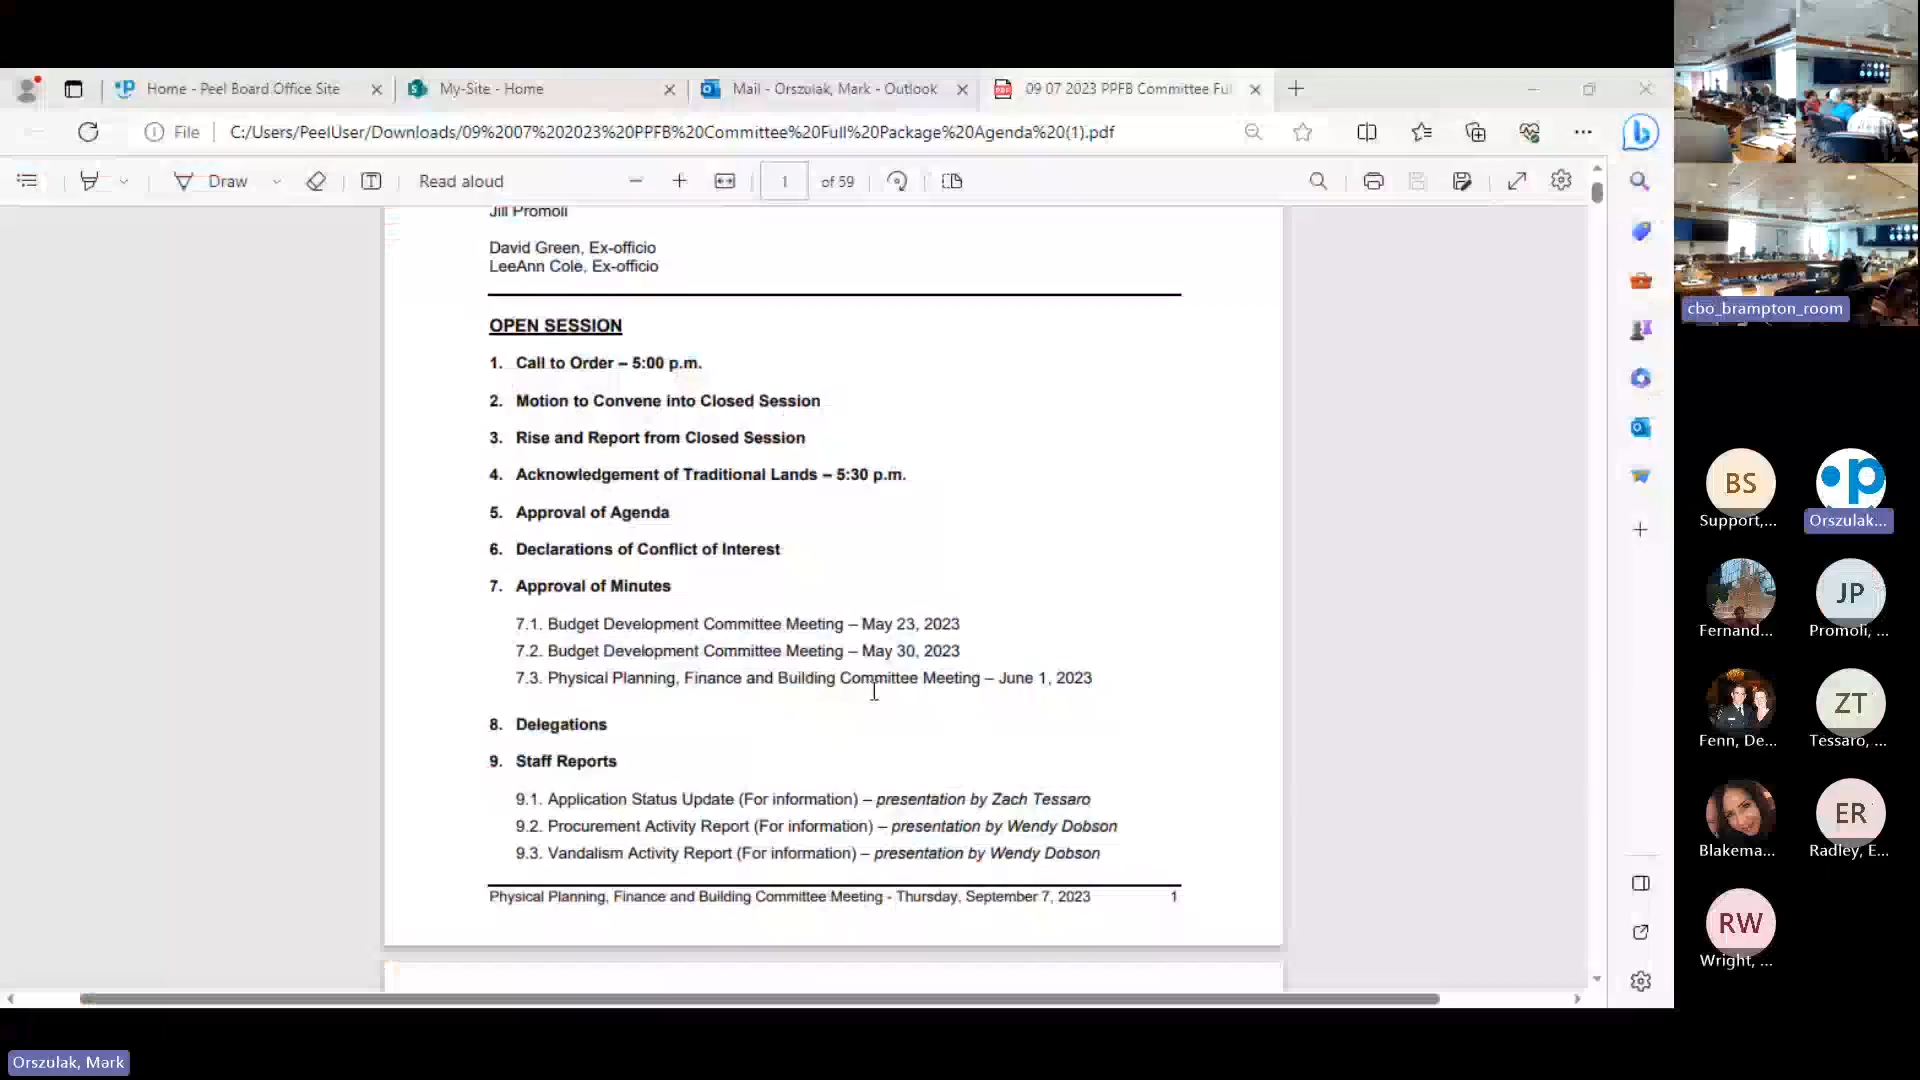 Home - Peel Board Office Site
My-Site - Home
Mail - Orszulak, Mark - Outlook
09 07 2023 PPFB Committee Ful
File
C:/Users/PeelUser/Downloads/09%2007%202023%20PPFB%20Committee%20Full%20Package%20Agenda%20(1).pdf
Draw
Read aloud
1
of 59
Jill Promoli
David Green, Ex-officio
LeeAnn Cole, Ex-officio
OPEN SESSION
1. Call to Order – 5:00 p.m.
2. Motion to Convene into Closed Session
3. Rise and Report from Closed Session
4. Acknowledgement of Traditional Lands – 5:30 p.m.
5. Approval of Agenda
6. Declarations of Conflict of Interest
7. Approval of Minutes
7.1. Budget Development Committee Meeting – May 23, 2023
7.2. Budget Development Committee Meeting – May 30, 2023
7.3. Physical Planning, Finance and Building Committee Meeting – June 1, 2023
8. Delegations
9. Staff Reports
9.1. Application Status Update (For information) – presentation by Zach Tessaro
9.2. Procurement Activity Report (For information) – presentation by Wendy Dobson
9.3. Vandalism Activity Report (For information) – presentation by Wendy Dobson
Physical Planning, Finance and Building Committee Meeting - Thursday, September 7, 2023 1
cbo_brampton_room
BS
Support,...
p
Orszulak...
Fernand...
JP
Promoli, ...
Fenn, De...
ZT
Tessaro, ...
Blakema...
ER
Radley, E...
RW
Wright, ...
Orszulak, Mark